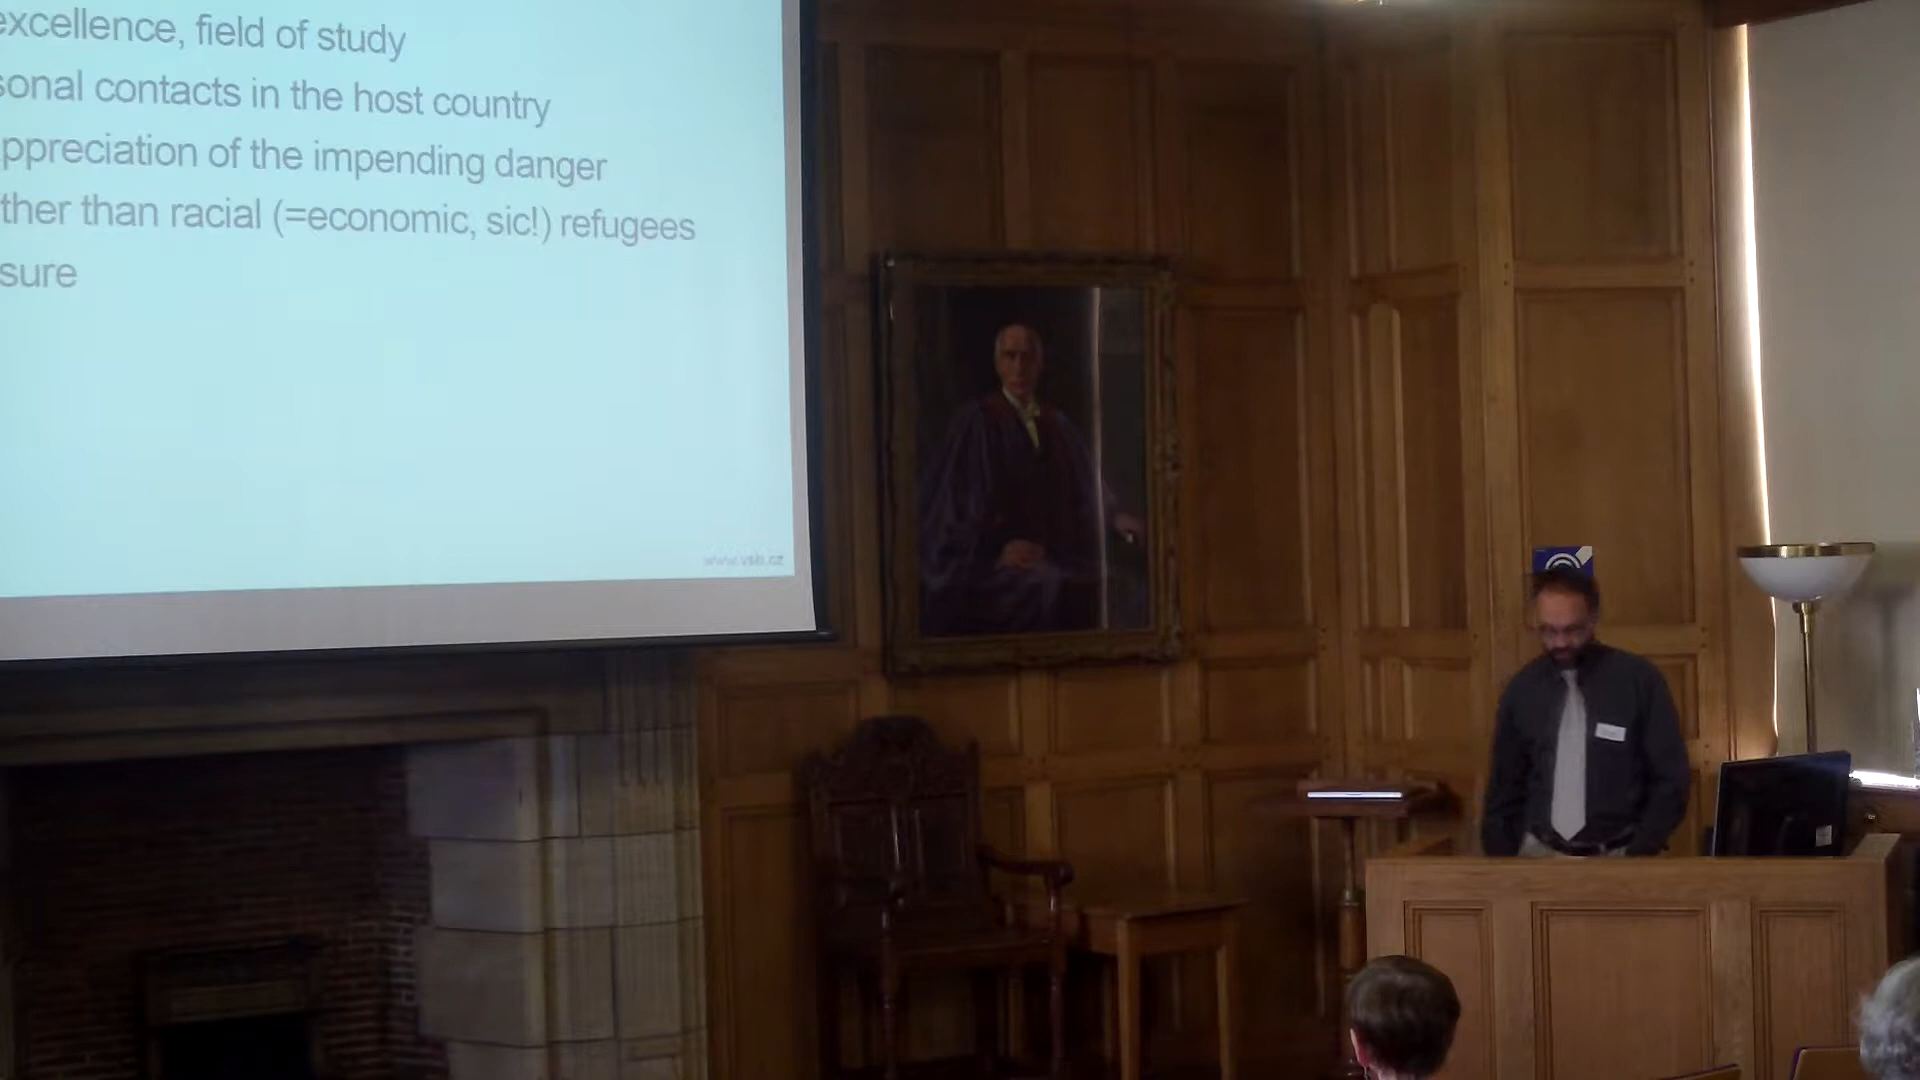 excellence, field of study
sonal contacts in the host country
ppreciation of the impending danger
ther than racial (=economic, sic!) refugees
sure
www.vsb.cz